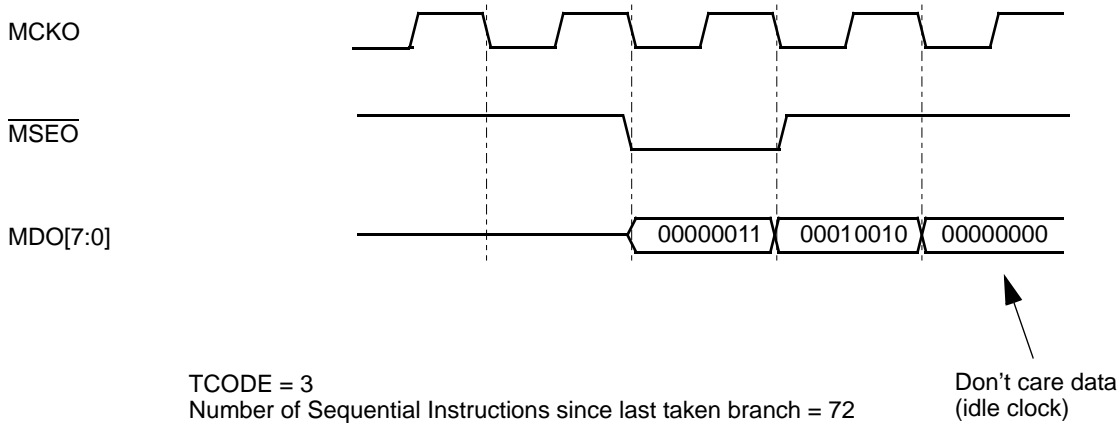 MCKO
MSEO
MDO[7:0]
00000011 00010010 00000000
TCODE = 3
Number of Sequential Instructions since last taken branch = 72
Don’t care data
(idle clock)